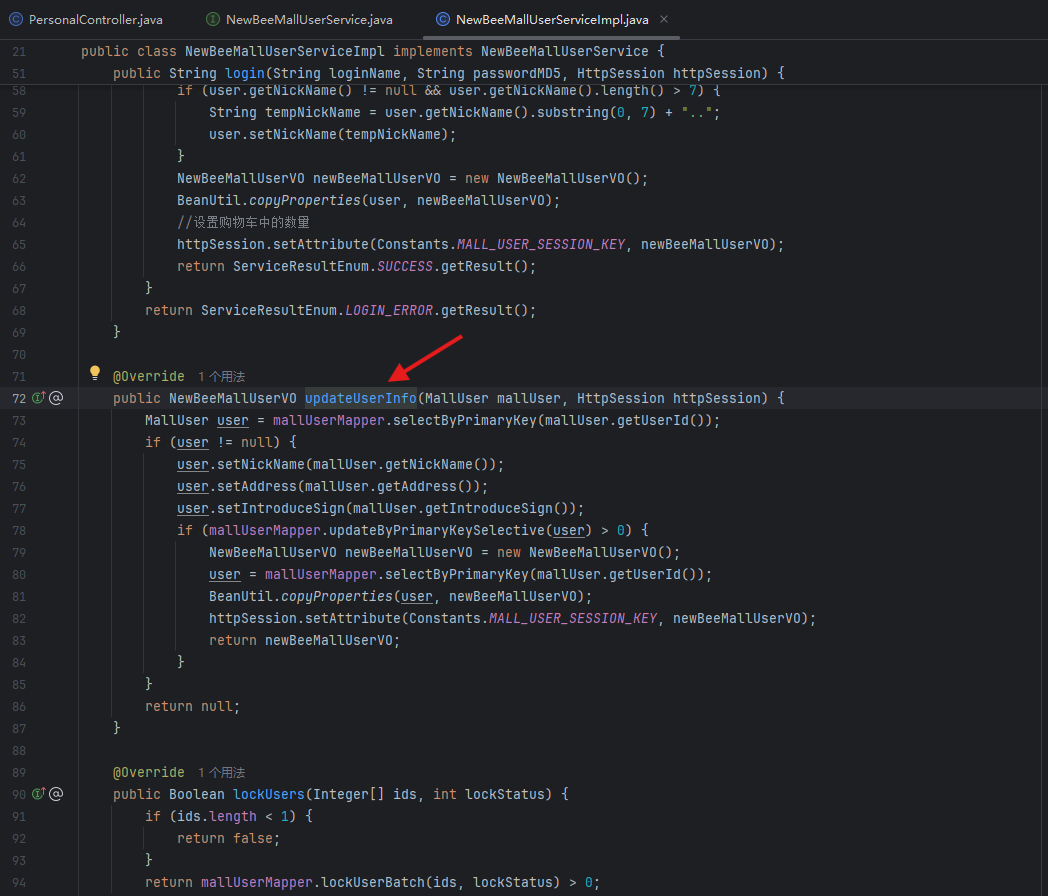 PersonalController.java NewBeeMallUserService.java NewBeeMallUserServiceImpl.java
21 public class NewBeeMallUserServiceImpl implements NewBeeMallUserService {
51 public String login(String loginName, String passwordMD5, HttpSession httpSession) {
58 if (user.getNickName() != null && user.getNickName().length() > 7) {
59 String tempNickName = user.getNickName().substring(0, 7) + "..";
60 user.setNickName(tempNickName);
61 }
62 NewBeeMallUserVO newBeeMallUserVO = new NewBeeMallUserVO();
63 BeanUtil.copyProperties(user, newBeeMallUserVO);
64 //设置购物车中的数量
65 httpSession.setAttribute(Constants.MALL_USER_SESSION_KEY, newBeeMallUserVO);
66 return ServiceResultEnum.SUCCESS.getResult();
67 }
68 return ServiceResultEnum.LOGIN_ERROR.getResult();
69 }
70
71 @Override 1 个用法
72 public NewBeeMallUserVO updateUserInfo(MallUser mallUser, HttpSession httpSession) {
73 MallUser user = mallUserMapper.selectByPrimaryKey(mallUser.getUserId());
74 if (user != null) {
75 user.setNickName(mallUser.getNickName());
76 user.setAddress(mallUser.getAddress());
77 user.setIntroduceSign(mallUser.getIntroduceSign());
78 if (mallUserMapper.updateByPrimaryKeySelective(user) > 0) {
79 NewBeeMallUserVO newBeeMallUserVO = new NewBeeMallUserVO();
80 user = mallUserMapper.selectByPrimaryKey(mallUser.getUserId());
81 BeanUtil.copyProperties(user, newBeeMallUserVO);
82 httpSession.setAttribute(Constants.MALL_USER_SESSION_KEY, newBeeMallUserVO);
83 return newBeeMallUserVO;
84 }
85 }
86 return null;
87 }
88
89 @Override 1 个用法
90 public Boolean lockUsers(Integer[] ids, int lockStatus) {
91 if (ids.length < 1) {
92 return false;
93 }
94 return mallUserMapper.lockUserBatch(ids, lockStatus) > 0;